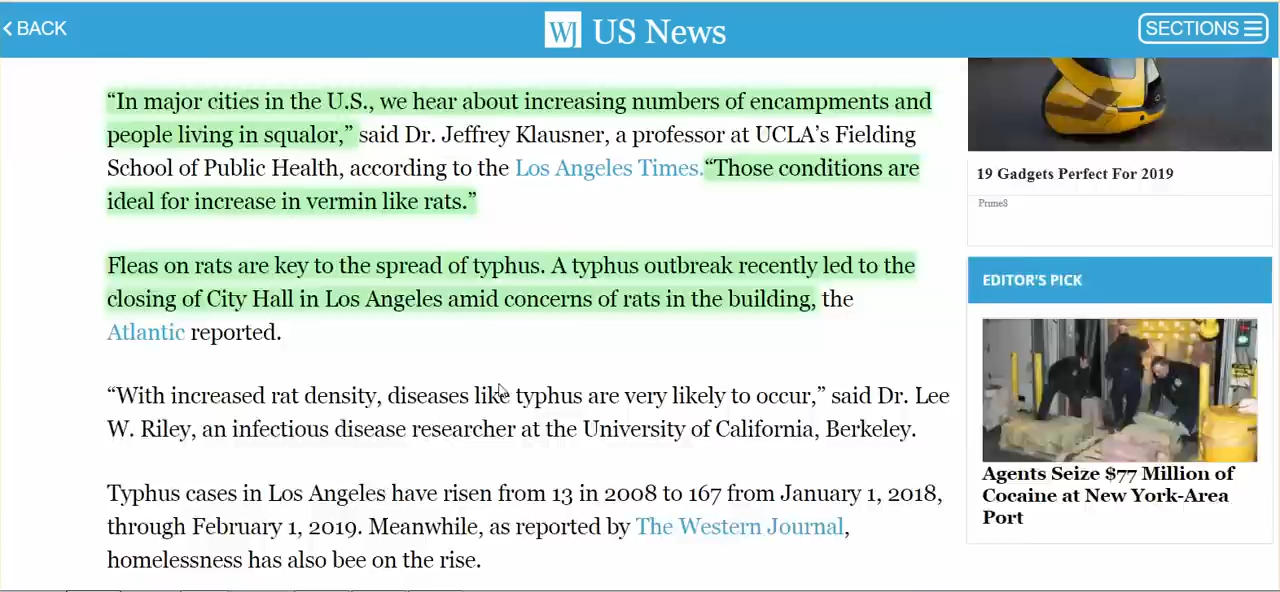 BACK
WJ US News
SECTIONS
“In major cities in the U.S., we hear about increasing numbers of encampments and
people living in squalor,” said Dr. Jeffrey Klausner, a professor at UCLA’s Fielding
School of Public Health, according to the Los Angeles Times.“Those conditions are
ideal for increase in vermin like rats.”
Fleas on rats are key to the spread of typhus. A typhus outbreak recently led to the
closing of City Hall in Los Angeles amid concerns of rats in the building, the
Atlantic reported.
“With increased rat density, diseases like typhus are very likely to occur,” said Dr. Lee
W. Riley, an infectious disease researcher at the University of California, Berkeley.
Typhus cases in Los Angeles have risen from 13 in 2008 to 167 from January 1, 2018,
through February 1, 2019. Meanwhile, as reported by The Western Journal,
homelessness has also bee on the rise.
19 Gadgets Perfect For 2019
Prime8
EDITOR'S PICK
Agents Seize $77 Million of
Cocaine at New York-Area
Port